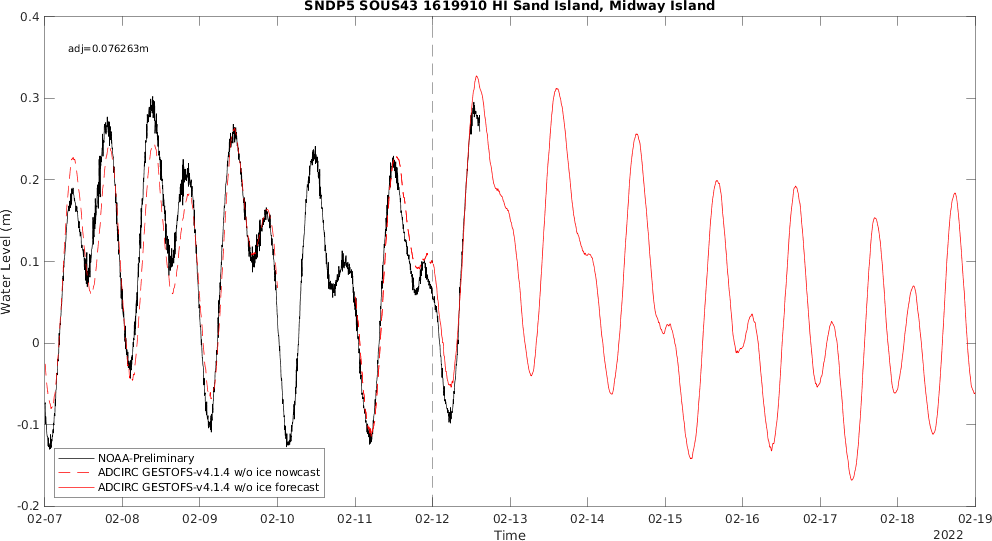 SNDP5 SOUS43 1619910 HI Sand Island, Midway Island
0.4
adj=0.076263m
0.3
0.2
0.1
0
-0.1
-0.2
Water Level (m)
NOAA-Preliminary
ADCIRC GESTOFS-v4.1.4 w/o ice nowcast
ADCIRC GESTOFS-v4.1.4 w/o ice forecast
02-07 02-08 02-09 02-10 02-11 02-12 02-13 02-14 02-15 02-16 02-17 02-18 02-19
Time
2022